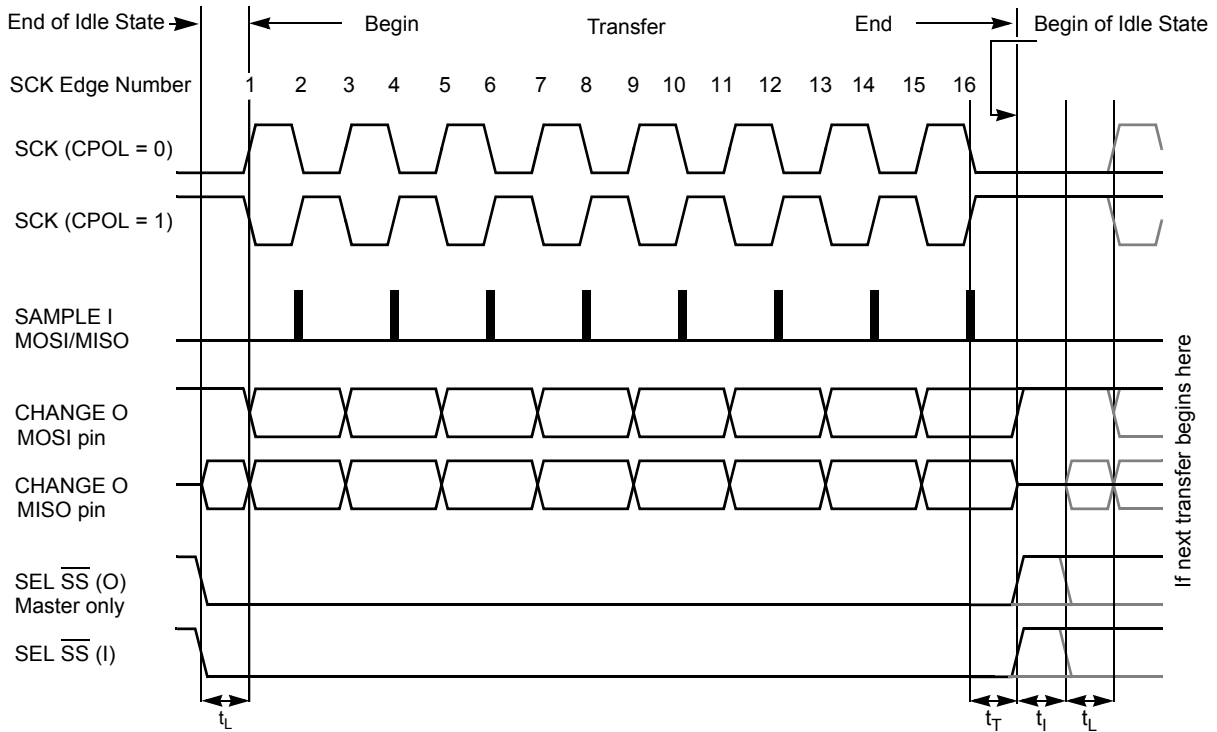 End of Idle State
Begin
Transfer
End
Begin of Idle State
SCK Edge Number
1 2 3 4 5 6 7 8 9 10 11 12 13 14 15 16
SCK (CPOL = 0)
SCK (CPOL = 1)
SAMPLE I
MOSI/MISO
CHANGE O
MOSI pin
CHANGE O
MISO pin
SEL SS (O)
Master only
SEL SS (I)
tL
tT
tI
tL
If next transfer begins here